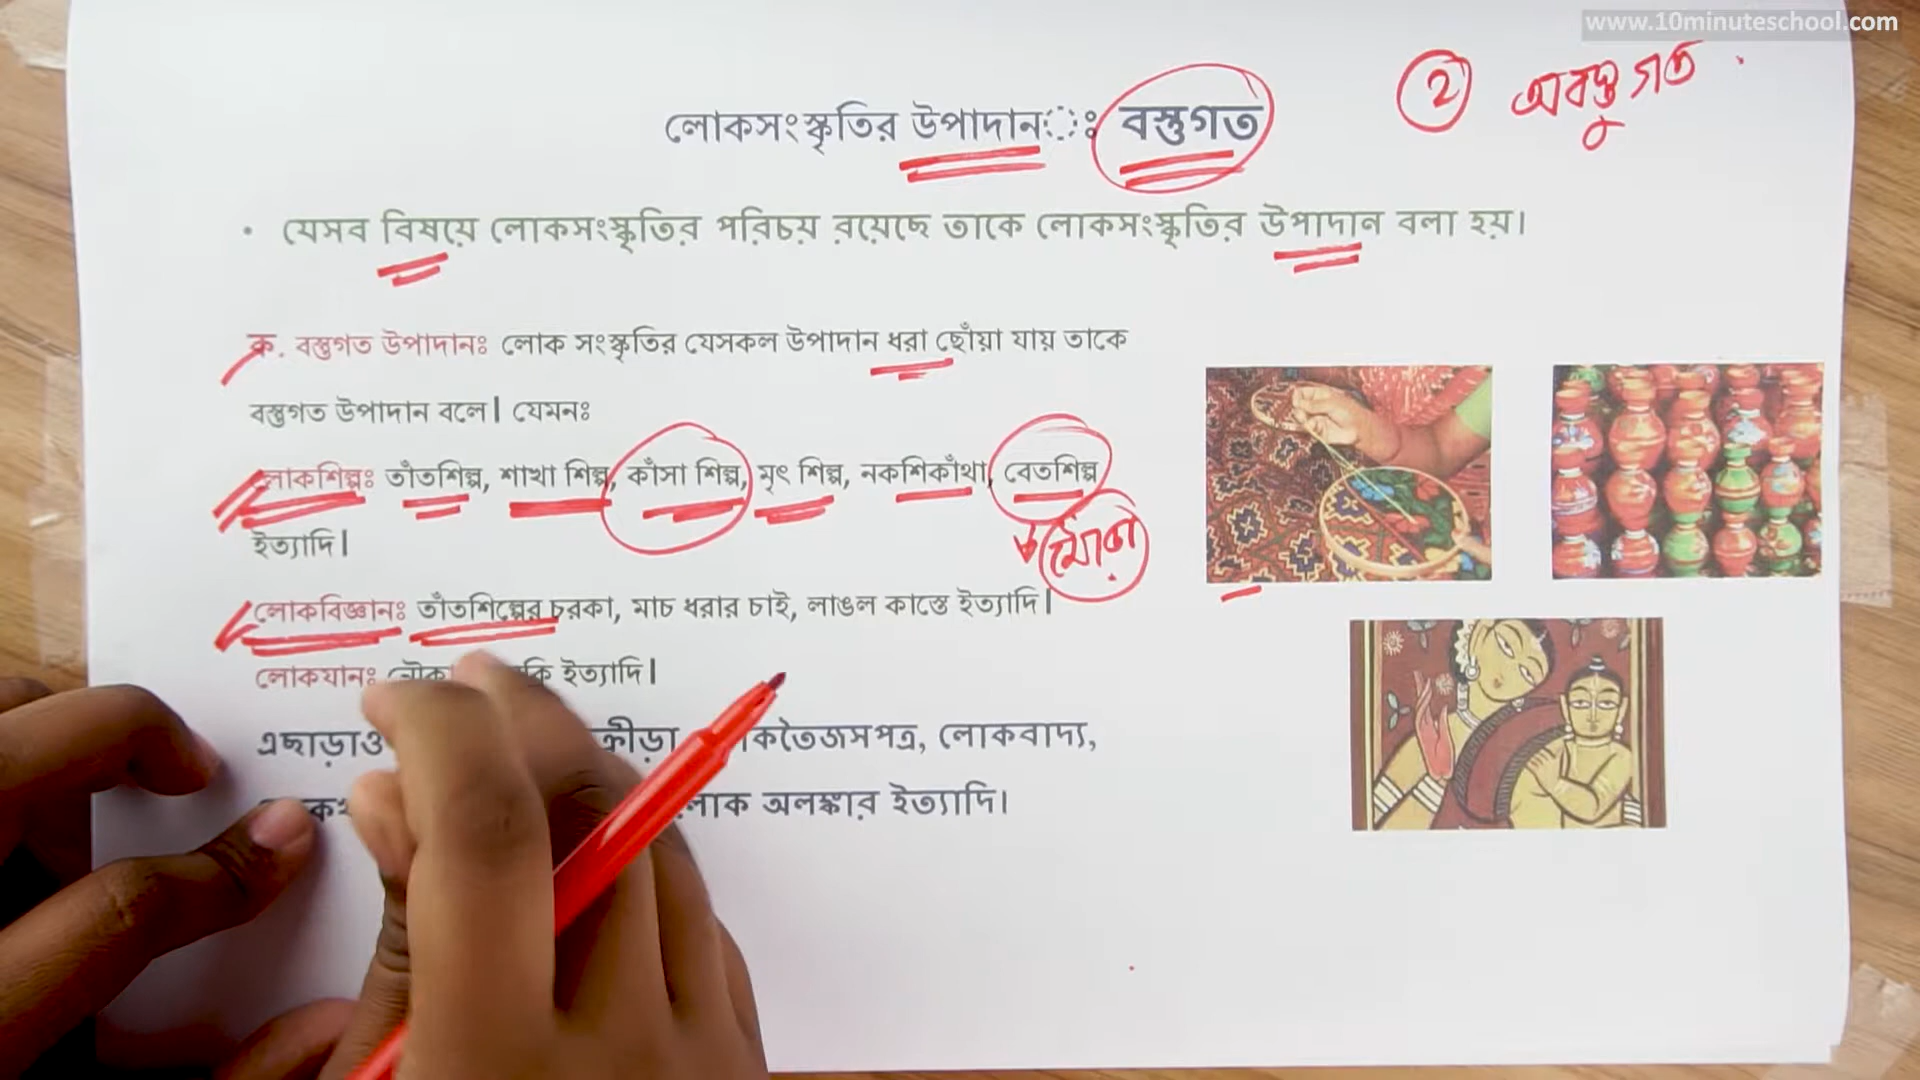 www.10minuteschool.com
২ অবস্তুগত
লোকসংস্কৃতির উপাদানঃ বস্তুগত
• যেসব বিষয়ে লোকসংস্কৃতির পরিচয় রয়েছে তাকে লোকসংস্কৃতির উপাদান বলা হয়।
ক. বস্তুগত উপাদানঃ লোক সংস্কৃতির যেসকল উপাদান ধরা ছোঁয়া যায় তাকে
বস্তুগত উপাদান বলে। যেমনঃ
লোকশিল্পঃ তাঁতশিল্প, শাখা শিল্প, কাঁসা শিল্প, মৃৎ শিল্প, নকশিকাঁথা, বেতশিল্প
মোড়া
ইত্যাদি।
লোকবিজ্ঞানঃ তাঁতশিল্পের চরকা, মাচ ধরার চাই, লাঙল কাস্তে ইত্যাদি।
লোকযানঃ ইত্যাদি।
এছাড়াও ক্রীড়া তৈজসপত্র, লোকবাদ্য,
লোক অলঙ্কার ইত্যাদি।